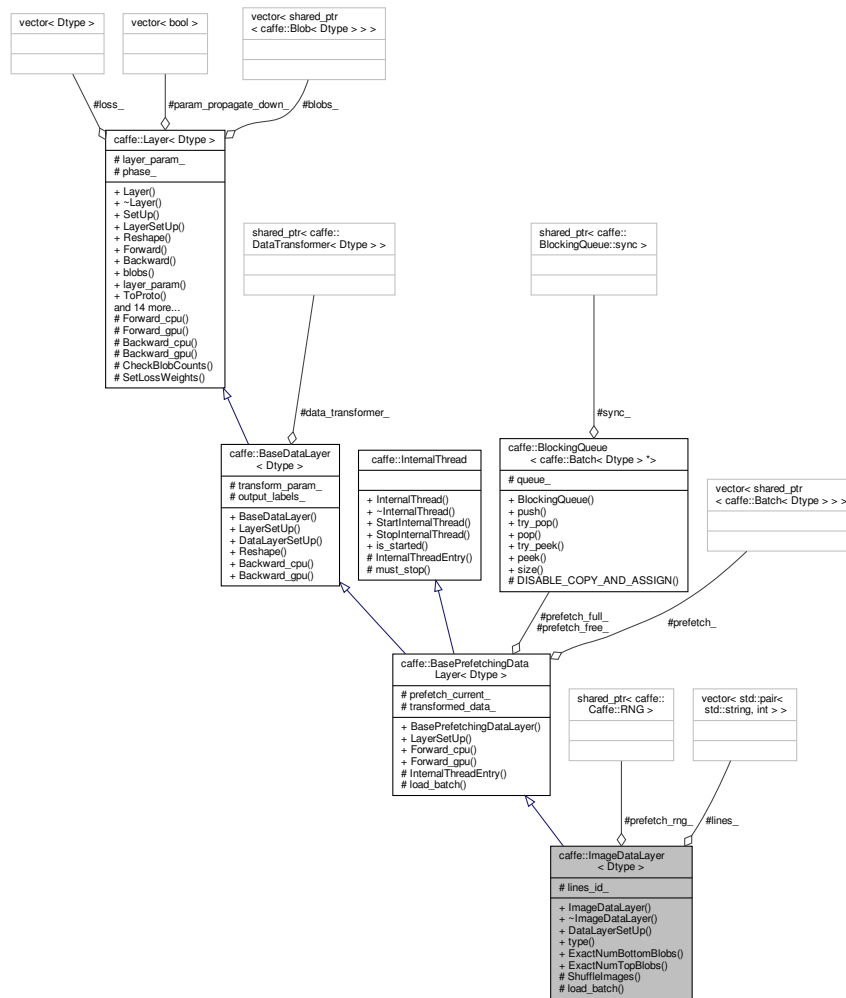 vector< Dtype >
vector< bool >
vector< shared_ptr
< caffe::Blob< Dtype > > >
#loss_
#param_propagate_down_
#blobs_
caffe::Layer< Dtype >
# layer_param_
# phase_
+ Layer()
+ ~Layer()
+ SetUp()
+ LayerSetUp()
+ Reshape()
+ Forward()
+ Backward()
+ blobs()
+ layer_param()
+ ToProto()
and 14 more...
# Forward_cpu()
# Forward_gpu()
# Backward_cpu()
# Backward_gpu()
# CheckBlobCounts()
# SetLossWeights()
shared_ptr< caffe::
DataTransformer< Dtype > >
shared_ptr< caffe::
BlockingQueue::sync >
#data_transformer_
#sync_
caffe::BaseDataLayer
< Dtype >
# transform_param_
# output_labels_
+ BaseDataLayer()
+ LayerSetUp()
+ DataLayerSetUp()
+ Reshape()
+ Backward_cpu()
+ Backward_gpu()
caffe::InternalThread
+ InternalThread()
+ ~InternalThread()
+ StartInternalThread()
+ StopInternalThread()
+ is_started()
# InternalThreadEntry()
# must_stop()
caffe::BlockingQueue
< caffe::Batch< Dtype > *>
# queue_
+ BlockingQueue()
+ push()
+ try_pop()
+ pop()
+ try_peek()
+ peek()
+ size()
# DISABLE_COPY_AND_ASSIGN()
vector< shared_ptr
< caffe::Batch< Dtype > > >
#prefetch_full_
#prefetch_free_
#prefetch_
caffe::BasePrefetchingData
Layer< Dtype >
# prefetch_current_
# transformed_data_
+ BasePrefetchingDataLayer()
+ LayerSetUp()
+ Forward_cpu()
+ Forward_gpu()
# InternalThreadEntry()
# load_batch()
shared_ptr< caffe::
Caffe::RNG >
vector< std::pair<
std::string, int > >
#prefetch_rng_
#lines_
caffe::ImageDataLayer
< Dtype >
# lines_id_
+ ImageDataLayer()
+ ~ImageDataLayer()
+ DataLayerSetUp()
+ type()
+ ExactNumBottomBlobs()
+ ExactNumTopBlobs()
# ShuffleImages()
# load_batch()